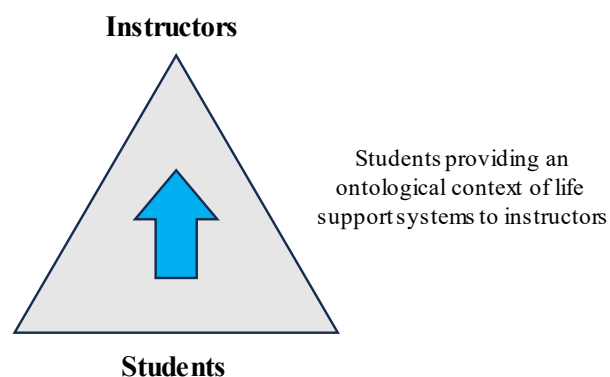 Instructors
Students providing an
ontological context of life
support systems to instructors
Students